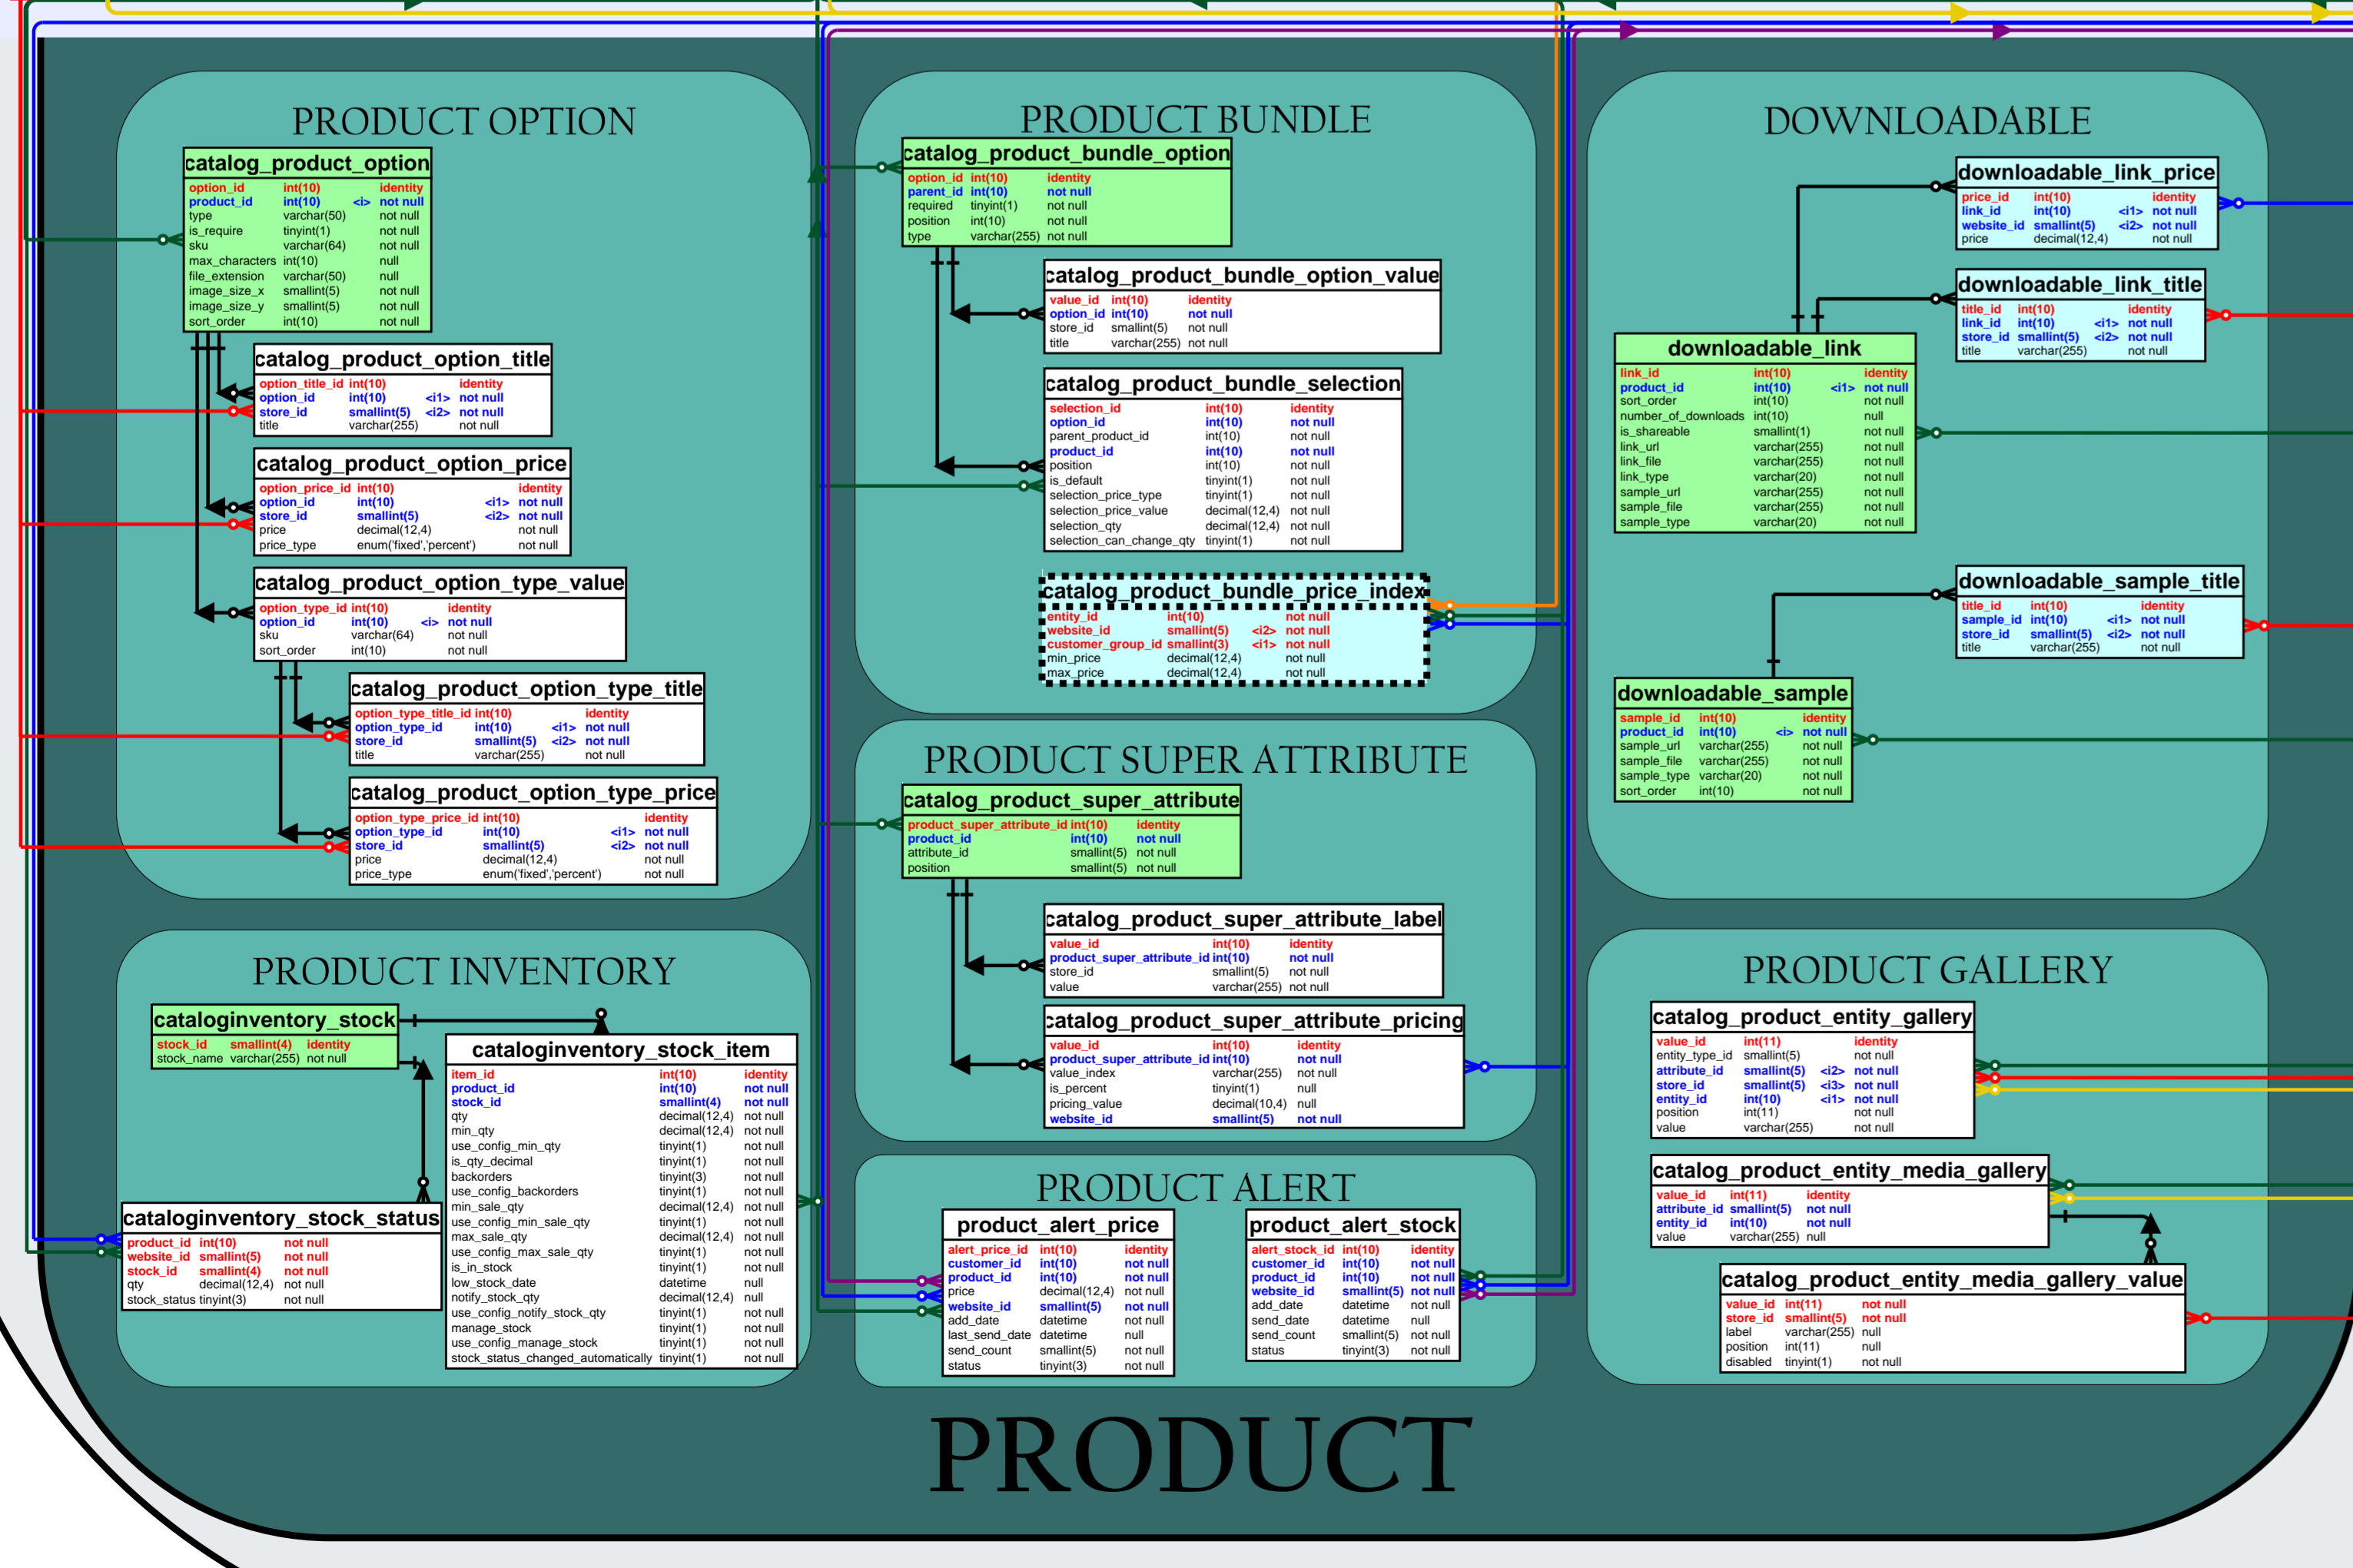 PRODUCT OPTION
catalog_product_option
option_id int(10) identity
product_id int(10) <i> not null
type varchar(50) not null
is_require tinyint(1) not null
sku varchar(64) not null
max_characters int(10) null
file_extension varchar(50) null
image_size_x smallint(5) not null
image_size_y smallint(5) not null
sort_order int(10) not null
catalog_product_option_title
option_title_id int(10) identity
option_id int(10) <i1> not null
store_id smallint(5) <i2> not null
title varchar(255) not null
catalog_product_option_price
option_price_id int(10) identity
option_id int(10) <i1> not null
store_id smallint(5) <i2> not null
price decimal(12,4) not null
price_type enum('fixed','percent') not null
catalog_product_option_type_value
option_type_id int(10) identity
option_id int(10) <i> not null
sku varchar(64) not null
sort_order int(10) not null
catalog_product_option_type_title
option_type_title_id int(10) identity
option_type_id int(10) <i1> not null
store_id smallint(5) <i2> not null
title varchar(255) not null
catalog_product_option_type_price
option_type_price_id int(10) identity
option_type_id int(10) <i1> not null
store_id smallint(5) <i2> not null
price decimal(12,4) not null
price_type enum('fixed','percent') not null
PRODUCT INVENTORY
cataloginventory_stock
stock_id smallint(4) identity
stock_name varchar(255) not null
cataloginventory_stock_item
item_id int(10) identity
product_id int(10) not null
stock_id smallint(4) not null
qty decimal(12,4) not null
min_qty decimal(12,4) not null
use_config_min_qty tinyint(1) not null
is_qty_decimal tinyint(1) not null
backorders tinyint(3) not null
use_config_backorders tinyint(1) not null
min_sale_qty decimal(12,4) not null
use_config_min_sale_qty tinyint(1) not null
max_sale_qty decimal(12,4) not null
use_config_max_sale_qty tinyint(1) not null
is_in_stock tinyint(1) not null
low_stock_date datetime null
notify_stock_qty decimal(12,4) null
use_config_notify_stock_qty tinyint(1) not null
manage_stock tinyint(1) not null
use_config_manage_stock tinyint(1) not null
stock_status_changed_automatically tinyint(1) not null
cataloginventory_stock_status
product_id int(10) not null
website_id smallint(5) not null
stock_id smallint(4) not null
qty decimal(12,4) not null
stock_status tinyint(3) not null
PRODUCT BUNDLE
catalog_product_bundle_option
option_id int(10) identity
parent_id int(10) not null
required tinyint(1) not null
position int(10) not null
type varchar(255) not null
catalog_product_bundle_option_value
value_id int(10) identity
option_id int(10) not null
store_id smallint(5) not null
title varchar(255) not null
catalog_product_bundle_selection
selection_id int(10) identity
option_id int(10) not null
parent_product_id int(10) not null
product_id int(10) not null
position int(10) not null
is_default tinyint(1) not null
selection_price_type tinyint(1) not null
selection_price_value decimal(12,4) not null
selection_qty decimal(12,4) not null
selection_can_change_qty tinyint(1) not null
catalog_product_bundle_price_index
entity_id int(10) not null
website_id smallint(5) <i2> not null
customer_group_id smallint(3) <i1> not null
min_price decimal(12,4) not null
max_price decimal(12,4) not null
PRODUCT SUPER ATTRIBUTE
catalog_product_super_attribute
product_super_attribute_id int(10) identity
product_id int(10) not null
attribute_id smallint(5) not null
position smallint(5) not null
catalog_product_super_attribute_label
value_id int(10) identity
product_super_attribute_id int(10) not null
store_id smallint(5) not null
value varchar(255) not null
catalog_product_super_attribute_pricing
value_id int(10) identity
product_super_attribute_id int(10) not null
value_index varchar(255) not null
is_percent tinyint(1) null
pricing_value decimal(10,4) null
website_id smallint(5) not null
PRODUCT ALERT
product_alert_price
alert_price_id int(10) identity
customer_id int(10) not null
product_id int(10) not null
price decimal(12,4) not null
website_id smallint(5) not null
add_date datetime not null
last_send_date datetime null
send_count smallint(5) not null
status tinyint(3) not null
product_alert_stock
alert_stock_id int(10) identity
customer_id int(10) not null
product_id int(10) not null
website_id smallint(5) not null
add_date datetime not null
send_date datetime null
send_count smallint(5) not null
status tinyint(3) not null
DOWNLOADABLE
downloadable_link_price
price_id int(10) identity
link_id int(10) <i1> not null
website_id smallint(5) <i2> not null
price decimal(12,4) not null
downloadable_link_title
title_id int(10) identity
link_id int(10) <i1> not null
store_id smallint(5) <i2> not null
title varchar(255) not null
downloadable_link
link_id int(10) identity
product_id int(10) <i1> not null
sort_order int(10) not null
number_of_downloads int(10) null
is_shareable smallint(1) not null
link_url varchar(255) not null
link_file varchar(255) not null
link_type varchar(20) not null
sample_url varchar(255) not null
sample_file varchar(255) not null
sample_type varchar(20) not null
downloadable_sample_title
title_id int(10) identity
sample_id int(10) <i1> not null
store_id smallint(5) <i2> not null
title varchar(255) not null
downloadable_sample
sample_id int(10) identity
product_id int(10) <i> not null
sample_url varchar(255) not null
sample_file varchar(255) not null
sample_type varchar(20) not null
sort_order int(10) not null
PRODUCT GALLERY
catalog_product_entity_gallery
value_id int(11) identity
entity_type_id smallint(5) not null
attribute_id smallint(5) <i2> not null
store_id smallint(5) <i3> not null
entity_id int(10) <i1> not null
position int(11) not null
value varchar(255) not null
catalog_product_entity_media_gallery
value_id int(11) identity
attribute_id smallint(5) not null
entity_id int(10) not null
value varchar(255) null
catalog_product_entity_media_gallery_value
value_id int(11) not null
store_id smallint(5) not null
label varchar(255) null
position int(11) null
disabled tinyint(1) not null
PRODUCT